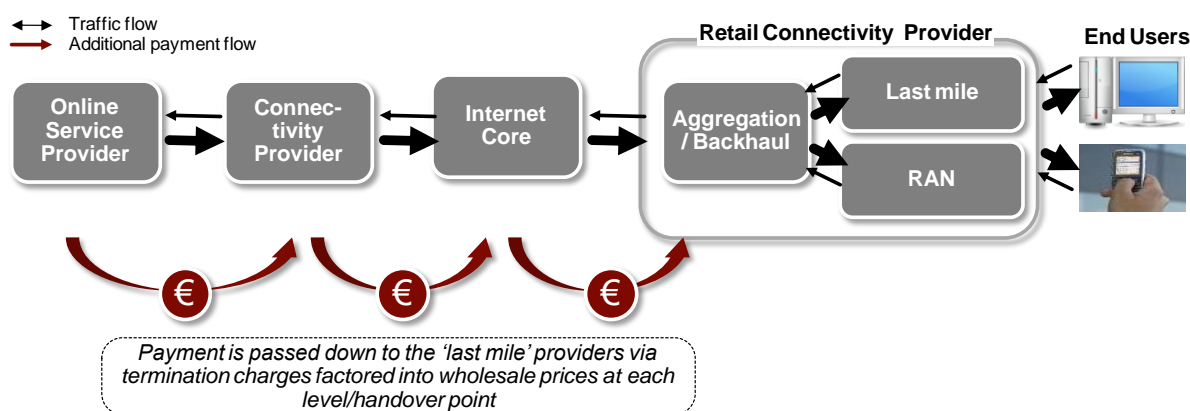 Traffic flow
Additional payment flow
Retail Connectivity Provider
End Users
Online
Service
Provider
Connec-
tivity
Provider
Internet
Core
Aggregation
/ Backhaul
Last mile
RAN
€
€
€
Payment is passed down to the ‘last mile’ providers via
termination charges factored into wholesale prices at each
level/handover point